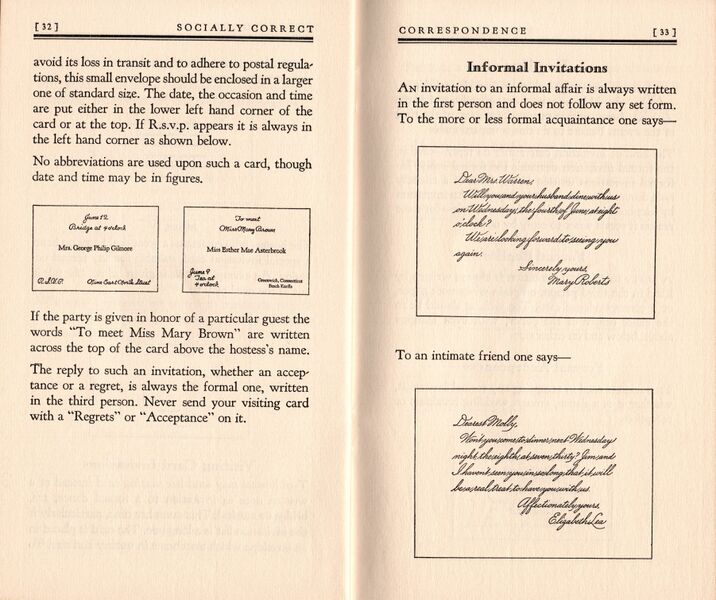 [32] SOCIALLY CORRECT
avoid its loss in transit and to adhere to postal regula-
tions, this small envelope should be enclosed in a larger
one of standard size. The date, the occasion and time
are put either in the lower left hand corner of the
card or at the top. If R.s.v.p. appears it is always in
the left hand corner as shown below.
No abbreviations are used upon such a card, though
date and time may be in figures.
June 12
Bridge at 4 o'clock
Mrs. George Philip Gilmore
R.S.V.P. Nine East North Street
To meet
Miss Mary Brown
Miss Esther Mae Asterbrook
June 9
Tea at
4 o'clock
Greenwich, Connecticut
Beech Knolls
If the party is given in honor of a particular guest the
words "To meet Miss Mary Brown" are written
across the top of the card above the hostess's name.
The reply to such an invitation, whether an accep-
tance or a regret, is always the formal one, written
in the third person. Never send your visiting card
with a "Regrets" or "Acceptance" on it.
CORRESPONDENCE [33]
Informal Invitations
AN invitation to an informal affair is always written
in the first person and does not follow any set form.
To the more or less formal acquaintance one says—
Dear Mrs. Warren,
Will you and your husband dine with us
on Wednesday, the fourth of June, at eight
o'clock?
We are looking forward to seeing you
again.
Sincerely yours,
Mary Roberts
To an intimate friend one says—
Dearest Molly,
Won't you come to dinner next Wednesday
night, the eighth, at seven thirty? Jim and
I haven't seen you in so long that it will
be a real treat to have you with us.
Affectionately yours,
Elizabeth Lea